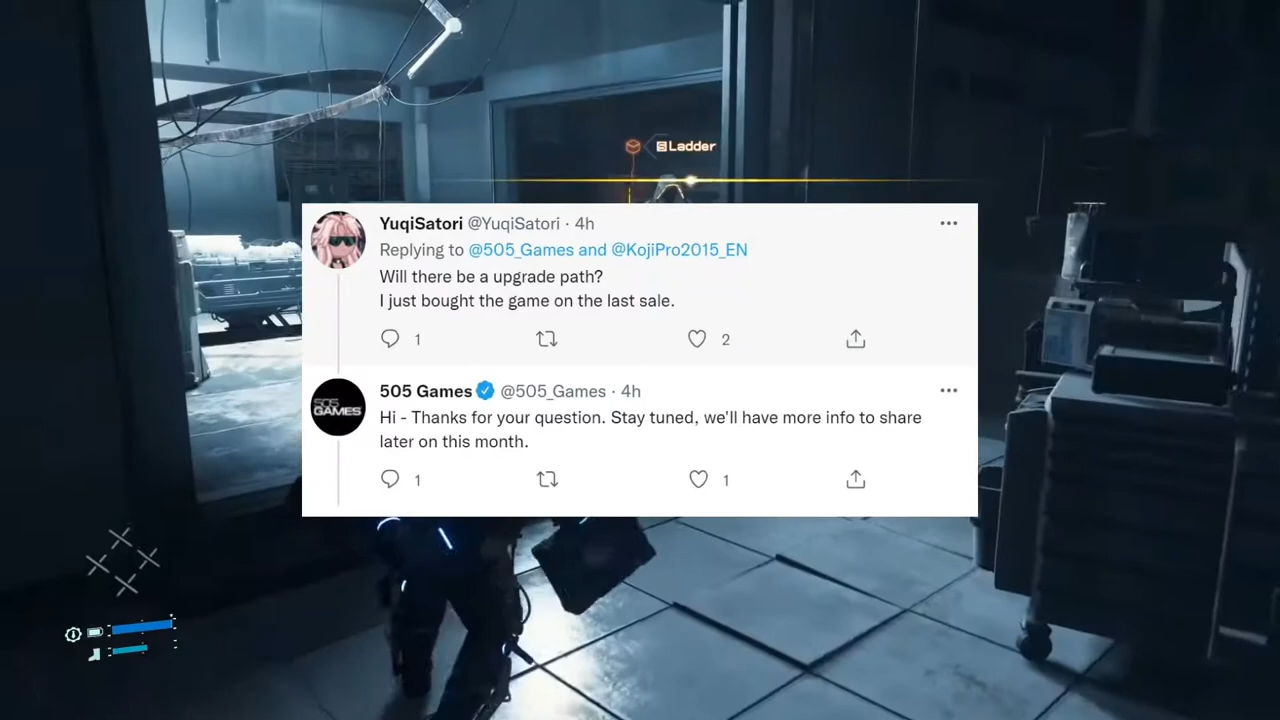 Ladder
YuqiSatori @YuqiSatori · 4h
Replying to @505_Games and @KojiPro2015_EN
Will there be a upgrade path?
I just bought the game on the last sale.
1 2
505 GAMES
505 Games @505_Games · 4h
Hi - Thanks for your question. Stay tuned, we'll have more info to share
later on this month.
1 1